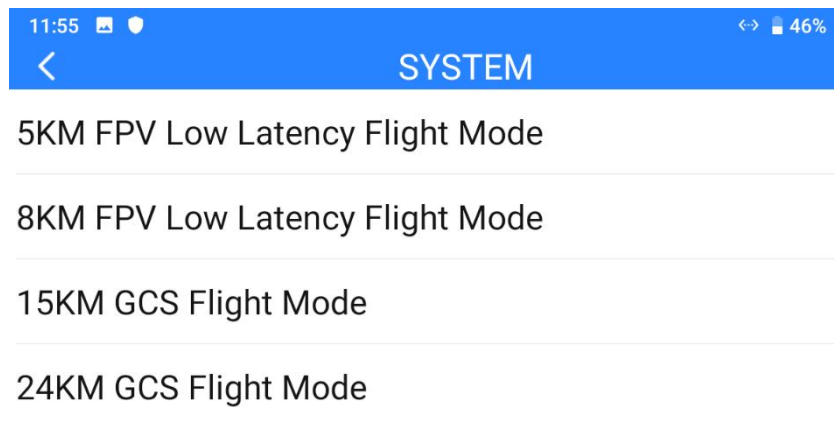 11:55 46%
SYSTEM
5KM FPV Low Latency Flight Mode
8KM FPV Low Latency Flight Mode
15KM GCS Flight Mode
24KM GCS Flight Mode